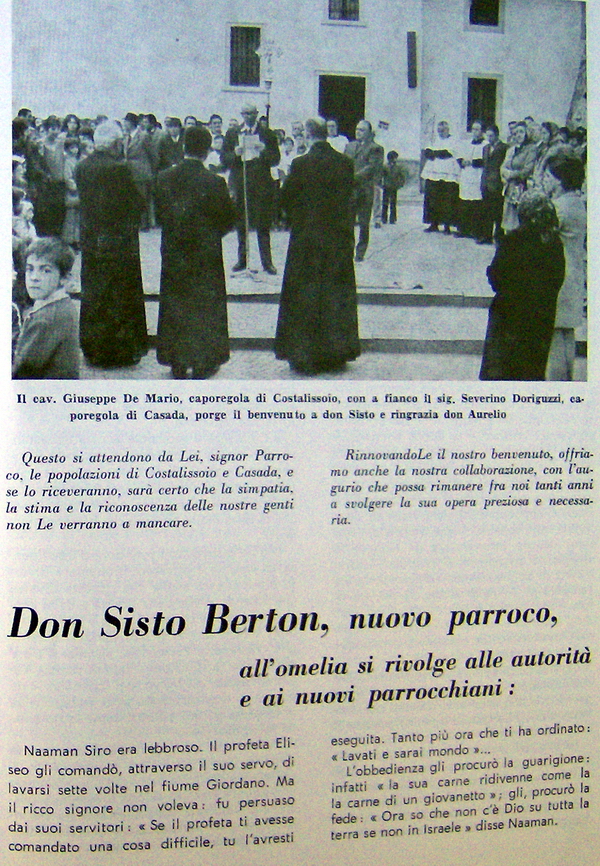 Il cav. Giuseppe De Mario, caporegola di Costalissoio, con a fianco il sig. Severino Doriguzzi, ca-
poregola di Casada, porge il benvenuto a don Sisto e ringrazia don Aurelio
Questo si attendono da Lei, signor Parro-
co, le popolazioni di Costalissoio e Casada, e
se lo riceveranno, sarà certo che la simpatia,
la stima e la riconoscenza delle nostre genti
non Le verranno a mancare.
RinnovandoLe il nostro benvenuto, offria-
mo anche la nostra collaborazione, con l'au-
gurio che possa rimanere fra noi tanti anni
a svolgere la sua opera preziosa e necessa-
ria.
Don Sisto Berton, nuovo parroco,
all'omelia si rivolge alle autorità
e ai nuovi parrocchiani :
Naaman Siro era lebbroso. Il profeta Eli-
seo gli comandò, attraverso il suo servo, di
lavarsi sette volte nel fiume Giordano. Ma
il ricco signore non voleva : fu persuaso
dai suoi servitori : « Se il profeta ti avesse
comandato una cosa difficile, tu l'avresti
eseguita. Tanto più ora che ti ha ordinato :
« Lavati e sarai mondo »...
L'obbedienza gli procurò la guarigione :
infatti « la sua carne ridivenne come la
la carne di un giovanetto » ; gli, procurò la
fede : « Ora so che non c'è Dio su tutta la
terra se non in Israele » disse Naaman.